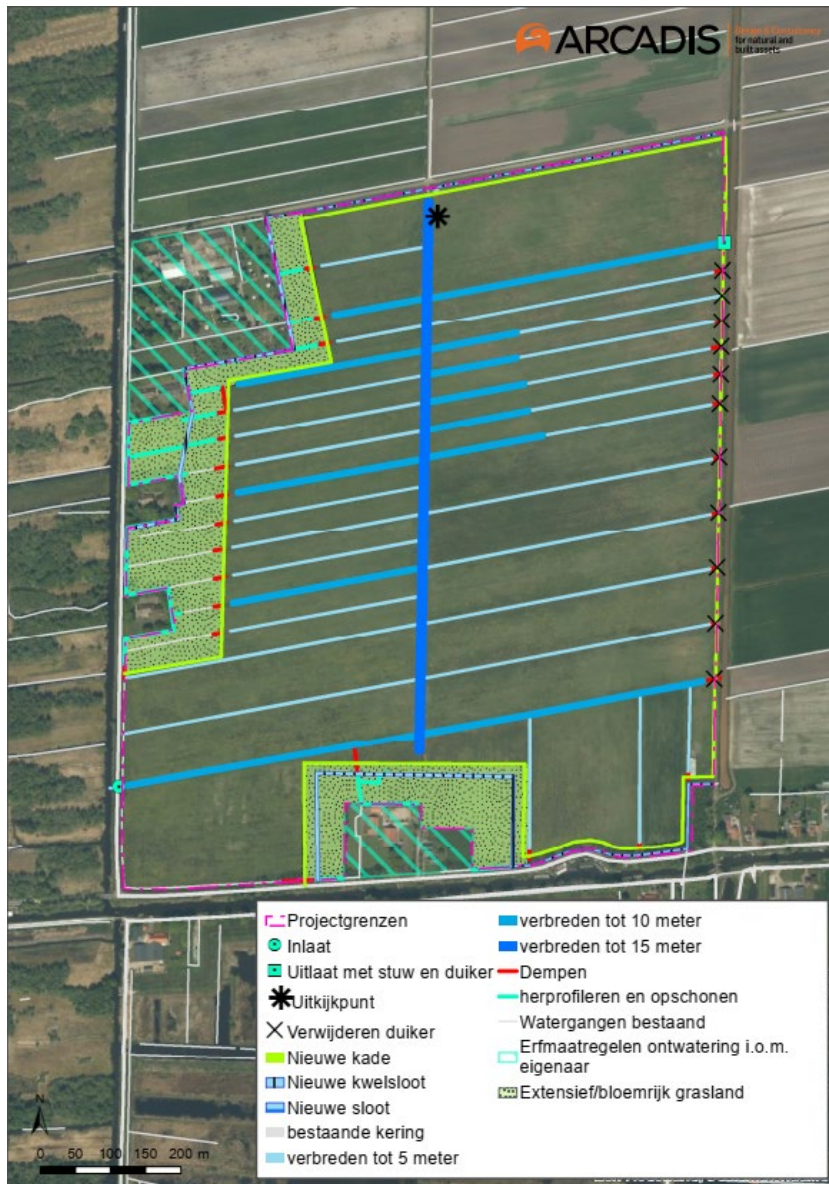 ARCADIS
Design & Consultancy
for natural and
built assets
Projectgrenzen
Inlaat
Uitlaat met stuw en duiker
Uitkijkpunt
Verwijderen duiker
Nieuwe kade
Nieuwe kwelsloot
Nieuwe sloot
bestaande kering
verbreden tot 5 meter
verbreden tot 10 meter
verbreden tot 15 meter
Dempen
herprofileren en opschonen
Watergangen bestaand
Erfmaatregelen ontwatering i.o.m.
eigenaar
Extensief/bloemrijk grasland
N
0 50 100 150 200 m